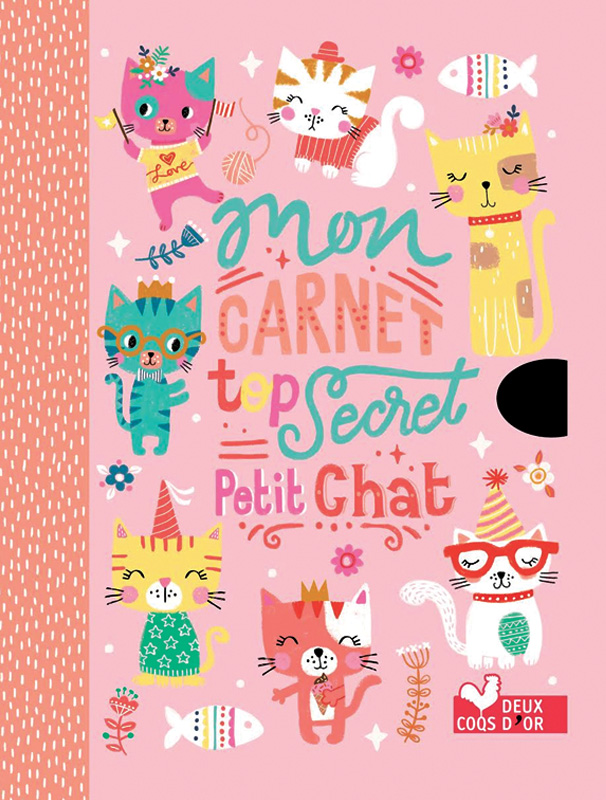 Love
mon
CARNET
top Secret
Petit Chat
DEUX
COQS D'OR